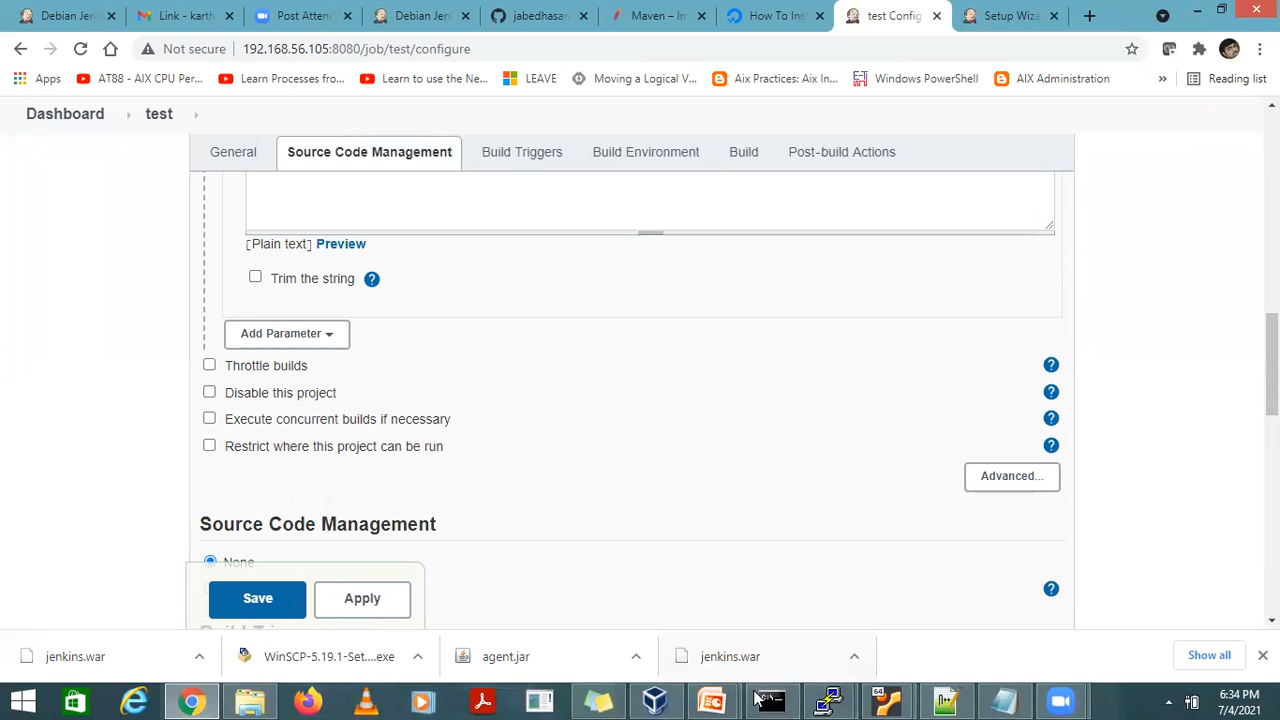 Debian Jenk
Link - karth
Post Attend
Debian Jenk
jabedhasan
Maven – In
How To Inst
test Config
Setup Wiza
Not secure 192.168.56.105:8080/job/test/configure
Apps
AT88 - AIX CPU Per...
Learn Processes fro...
Learn to use the Ne...
LEAVE
Moving a Logical V...
Aix Practices: Aix In...
Windows PowerShell
AIX Administration
»
Reading list
Dashboard test
General Source Code Management Build Triggers Build Environment Build Post-build Actions
[Plain text] Preview
Trim the string
Add Parameter
Throttle builds
Disable this project
Execute concurrent builds if necessary
Restrict where this project can be run
Advanced...
Source Code Management
None
Save Apply
jenkins.war
WinSCP-5.19.1-Set....exe
agent.jar
jenkins.war
Show all
6:34 PM
7/4/2021